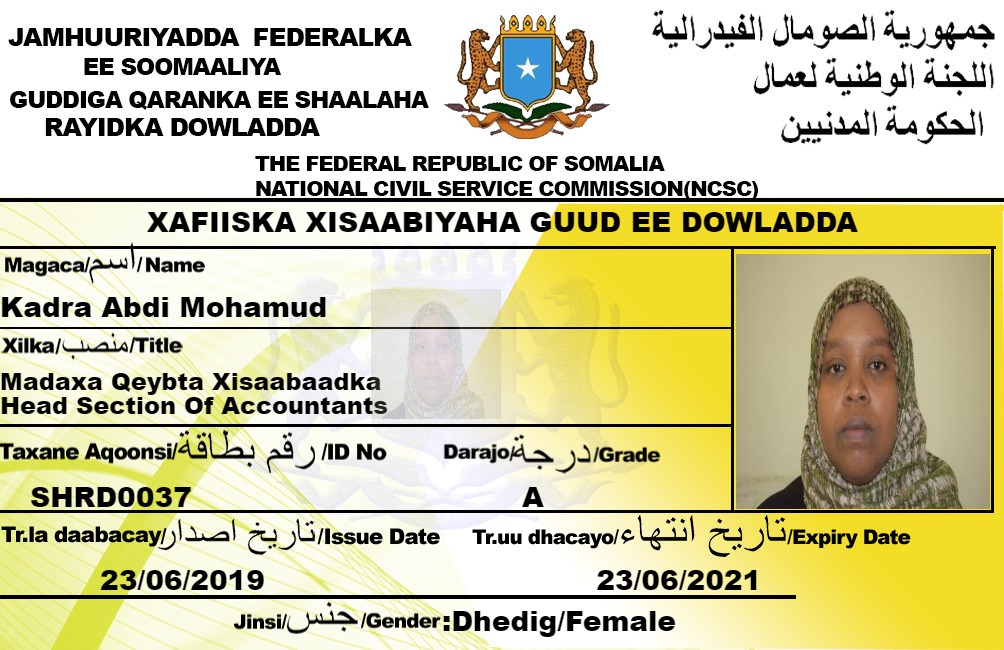 JAMHUURIYADDA FEDERALKA
EE SOOMAALIYA
GUDDIGA QARANKA EE SHAALAHA
RAYIDKA DOWLADDA
جمهورية الصومال الفيدرالية
اللجنة الوطنية لعمال
الحكومة المدنيين
THE FEDERAL REPUBLIC OF SOMALIA
NATIONAL CIVIL SERVICE COMMISSION(NCSC)
XAFIISKA XISAABIYAHA GUUD EE DOWLADDA
Magaca/اسم/Name
Kadra Abdi Mohamud
Xilka/منصب/Title
Madaxa Qeybta Xisaabaadka
Head Section Of Accountants
Taxane Aqoonsi/رقم بطاقة/ID No
Darajo/درجة/Grade
SHRD0037
A
Tr.la daabacay/تاريخ اصدار/Issue Date
Tr.uu dhacayo/تاريخ انتهاء/Expiry Date
23/06/2019
23/06/2021
Jinsi/جنس/Gender:Dhedig/Female